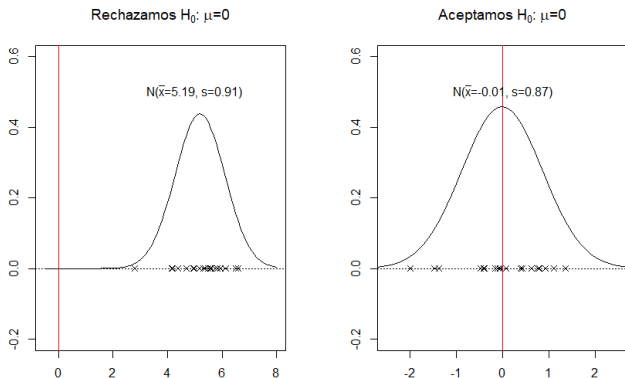 Rechazamos H₀: μ=0
N(x̅=5.19, s=0.91)
0.6
0.4
0.2
0.0
-0.2
0 2 4 6 8
Aceptamos H₀: μ=0
N(x̅=-0.01, s=0.87)
0.6
0.4
0.2
0.0
-0.2
-2 -1 0 1 2